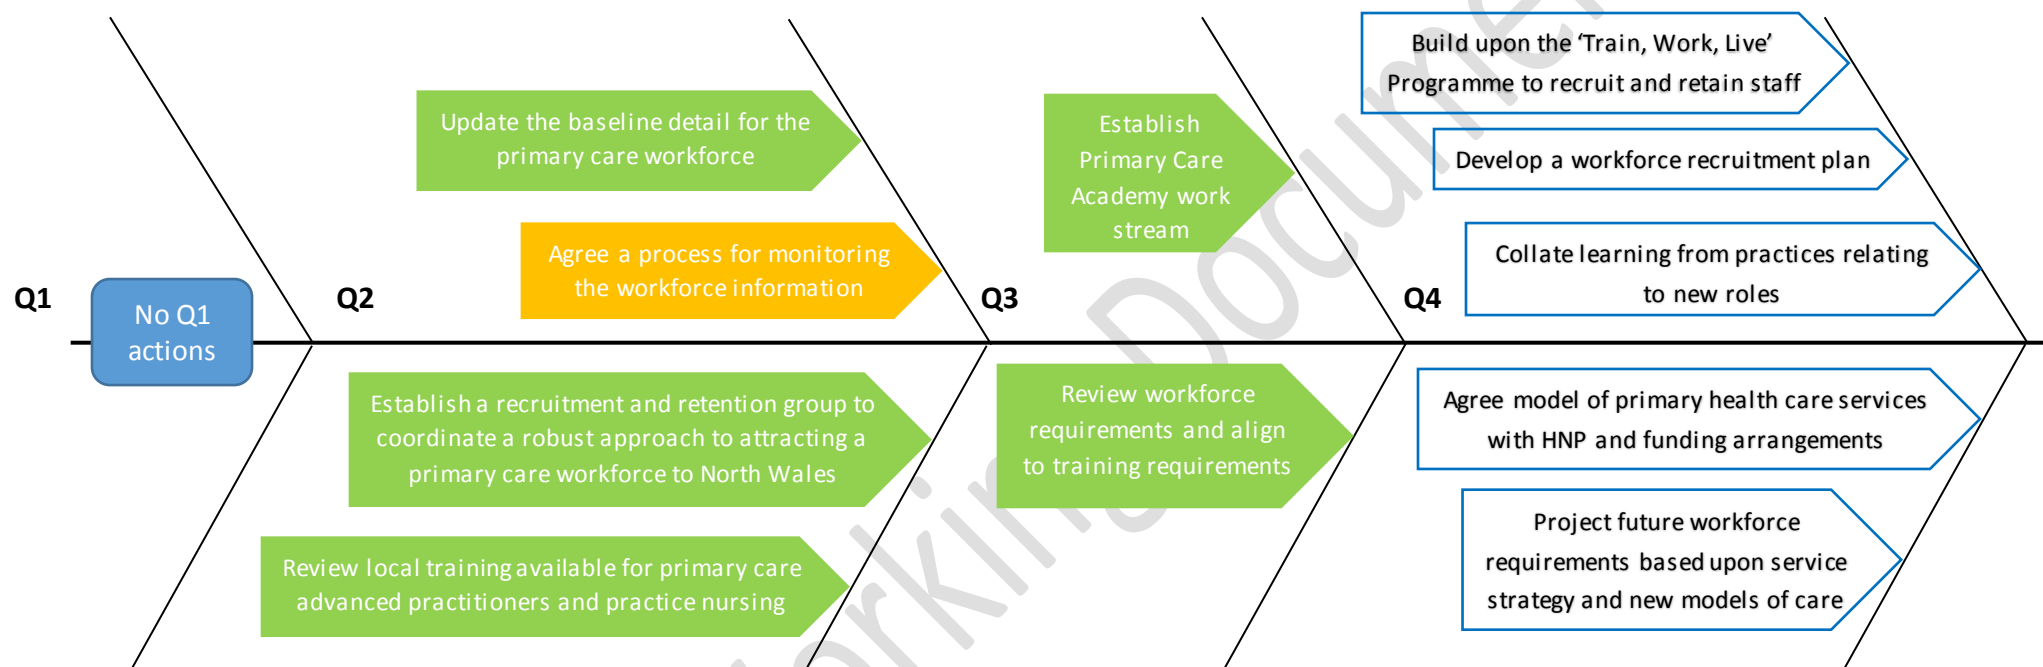 Q1
No Q1
actions
Q2
Update the baseline detail for the
primary care workforce
Agree a process for monitoring
the workforce information
Establish a recruitment and retention group to
coordinate a robust approach to attracting a
primary care workforce to North Wales
Review local training available for primary care
advanced practitioners and practice nursing
Q3
Establish
Primary Care
Academy work
stream
Review workforce
requirements and align
to training requirements
Q4
Build upon the ‘Train, Work, Live’
Programme to recruit and retain staff
Develop a workforce recruitment plan
Collate learning from practices relating
to new roles
Agree model of primary health care services
with HNP and funding arrangements
Project future workforce
requirements based upon service
strategy and new models of care